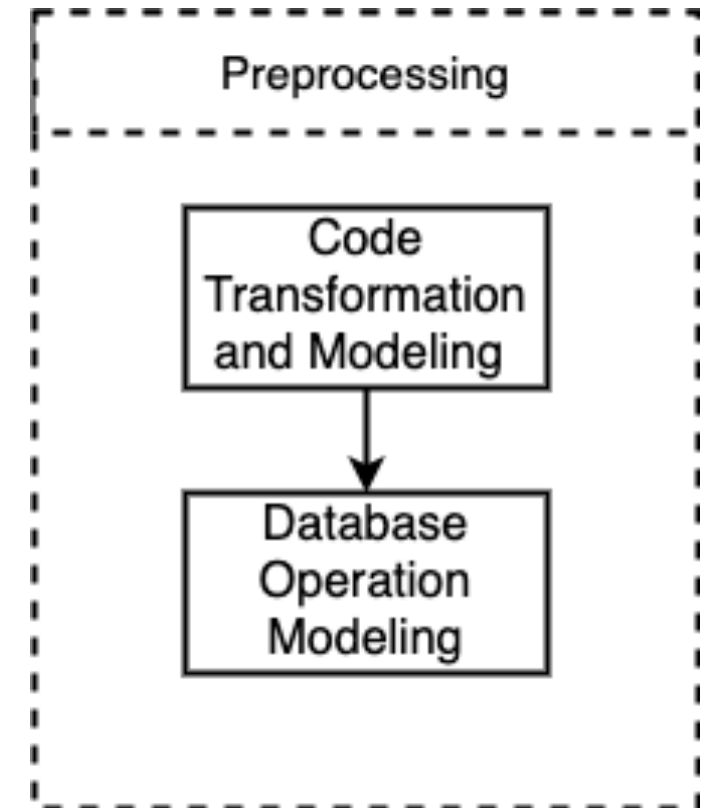 Preprocessing
Code
Transformation
and Modeling
Database
Operation
Modeling